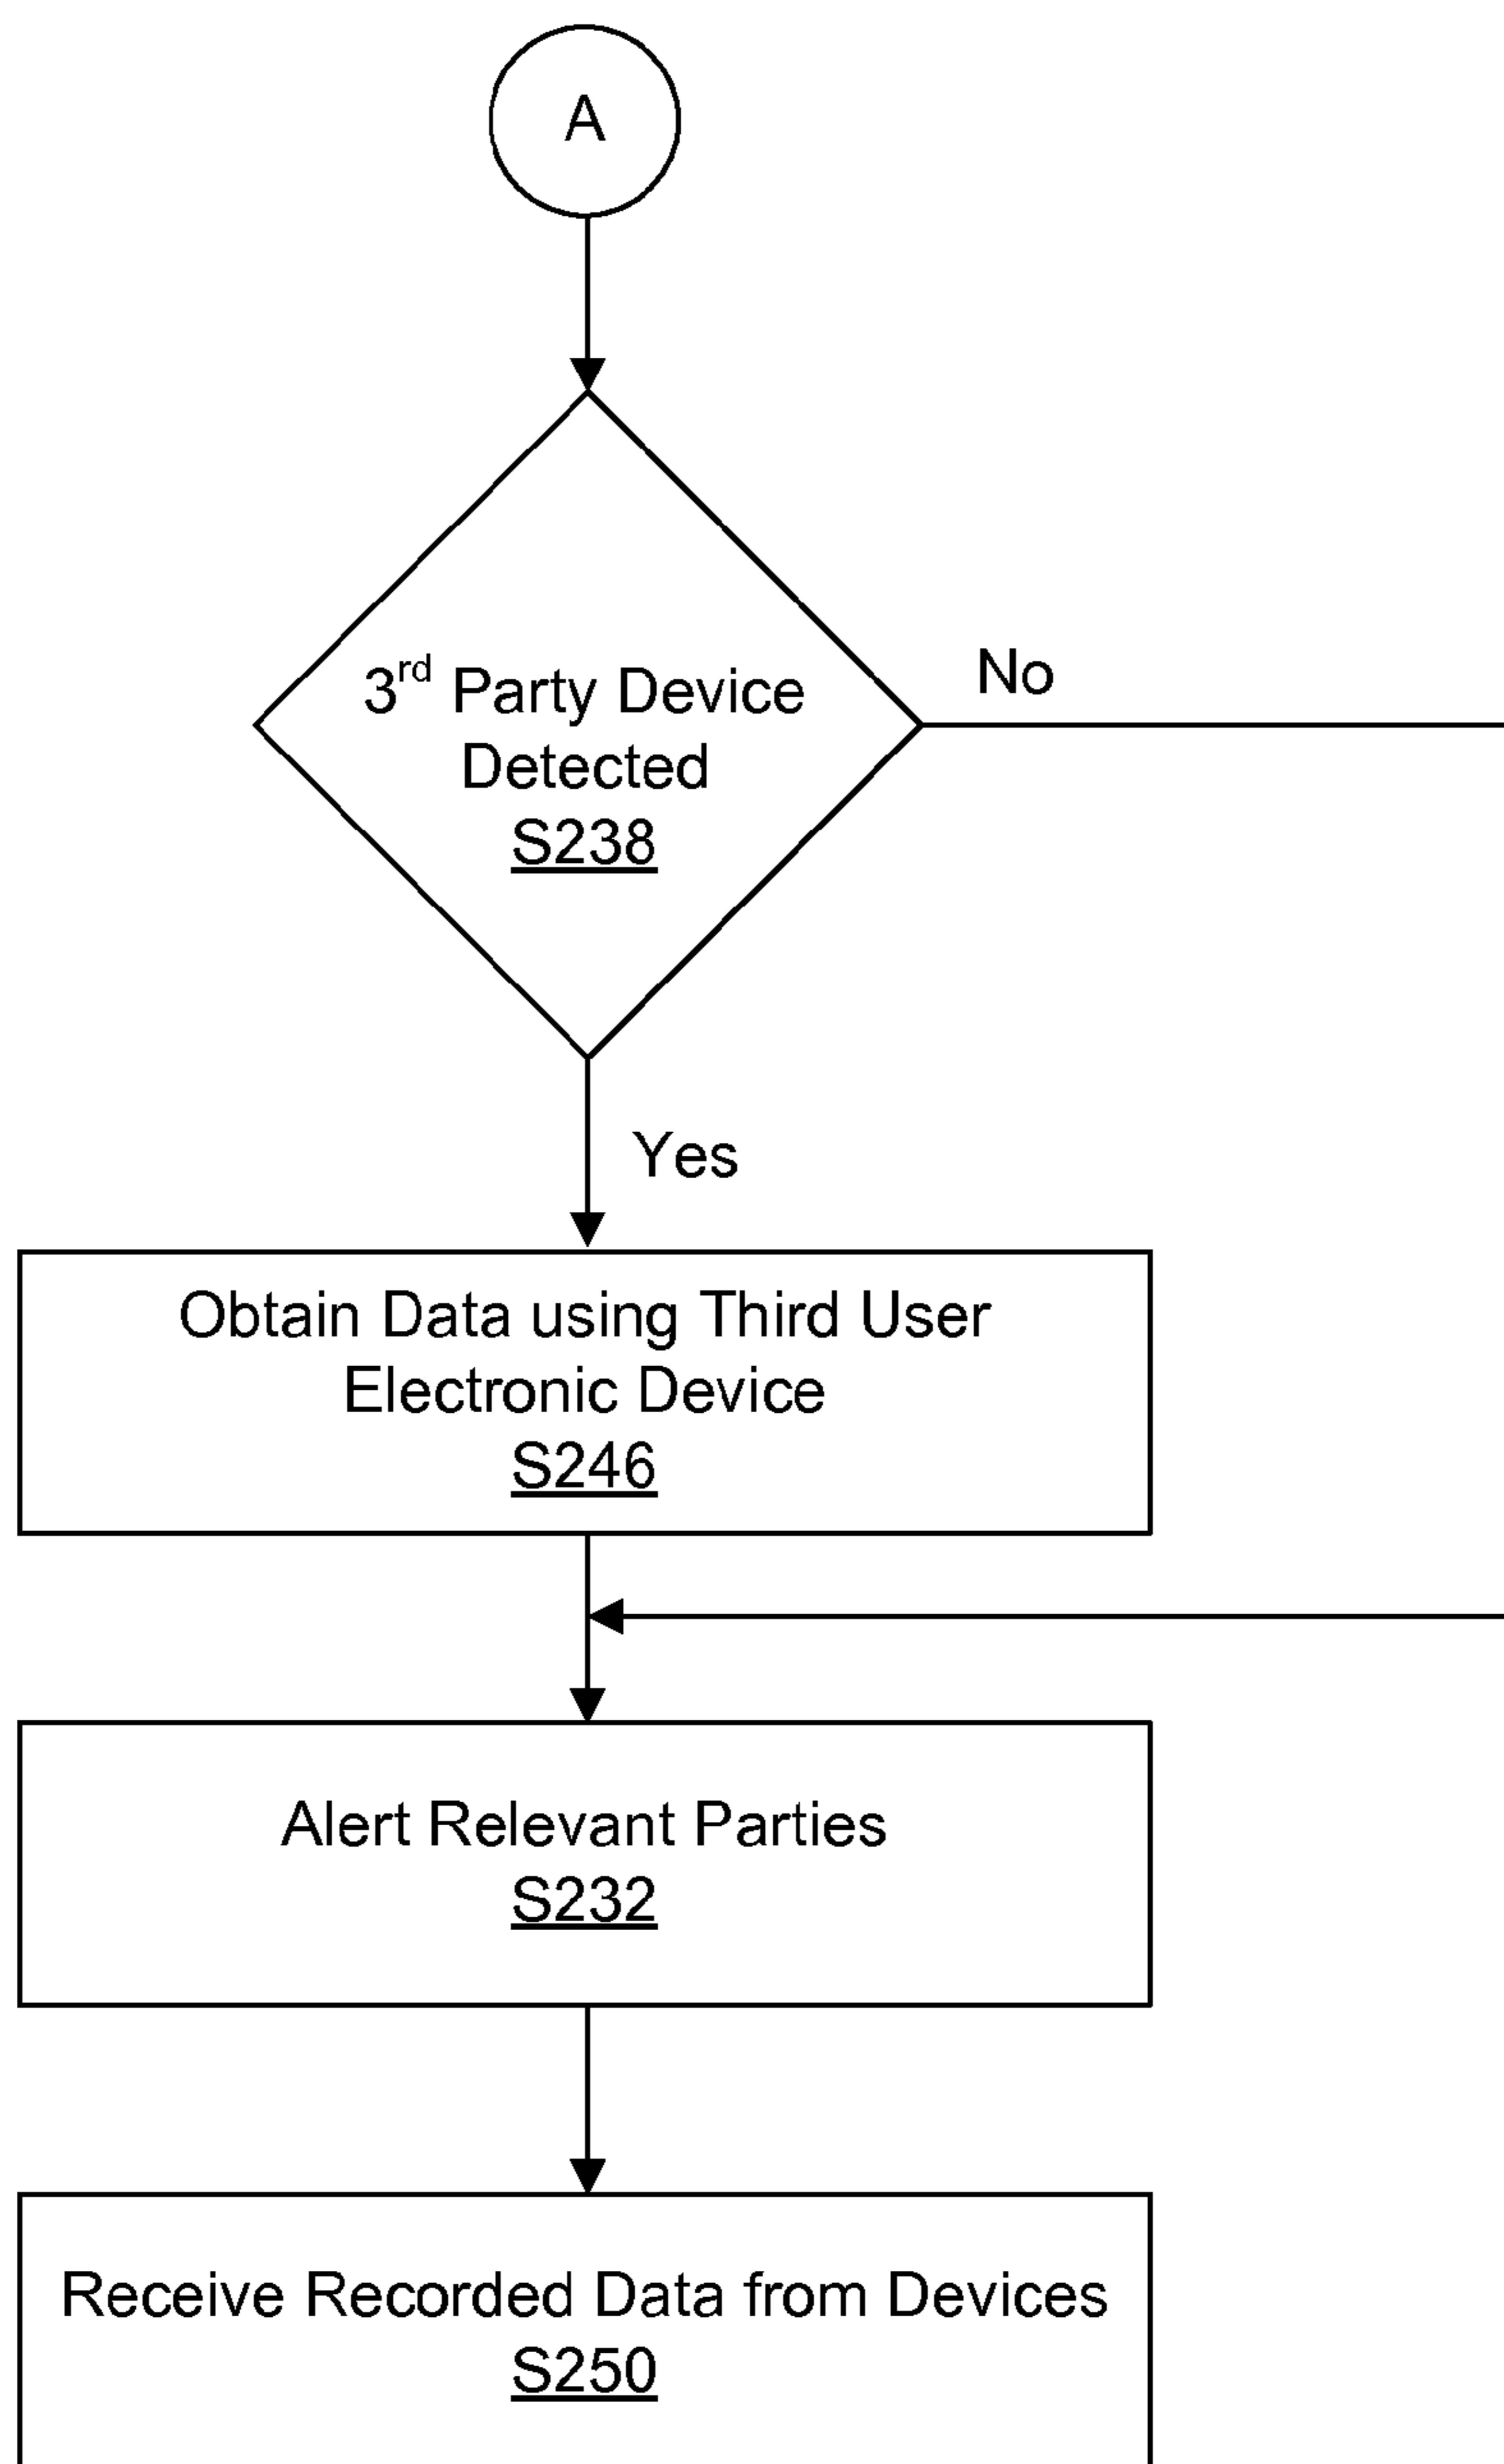 A
3rd Party Device
Detected
S238
No
Yes
Obtain Data using Third User
Electronic Device
S246
Alert Relevant Parties
S232
Receive Recorded Data from Devices
S250